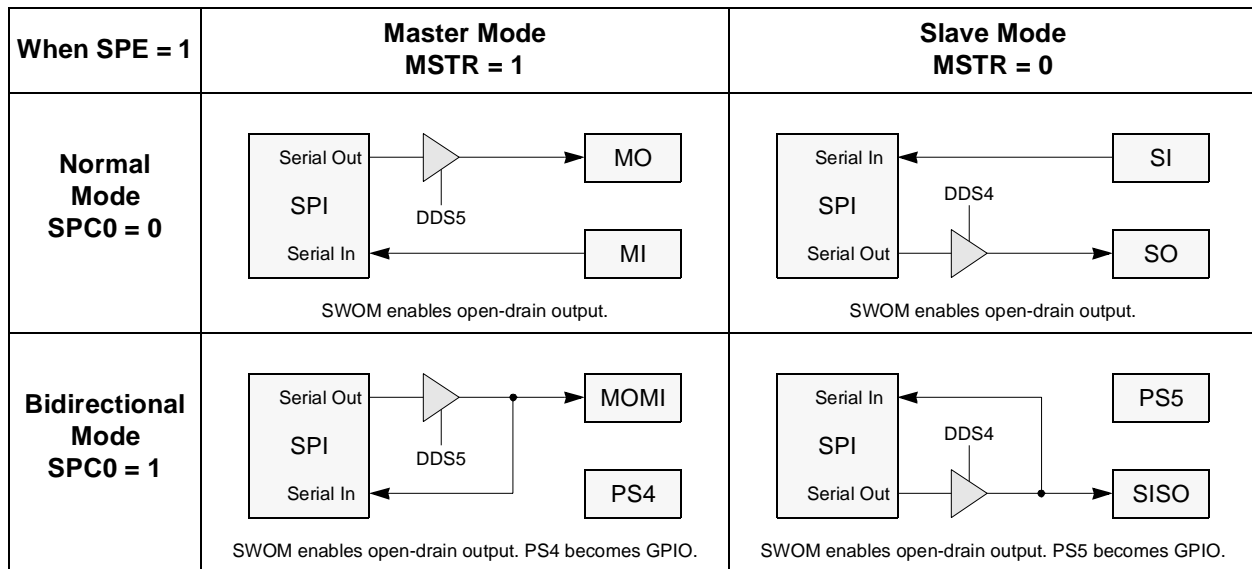 When SPE = 1
Master Mode
MSTR = 1
Slave Mode
MSTR = 0
Normal
Mode
SPC0 = 0
Serial Out
SPI
Serial In
DDS5
MO
MI
SWOM enables open-drain output.
Serial In
SPI
Serial Out
DDS4
SI
SO
SWOM enables open-drain output.
Bidirectional
Mode
SPC0 = 1
Serial Out
SPI
Serial In
DDS5
MOMI
PS4
SWOM enables open-drain output. PS4 becomes GPIO.
Serial In
SPI
Serial Out
DDS4
PS5
SISO
SWOM enables open-drain output. PS5 becomes GPIO.